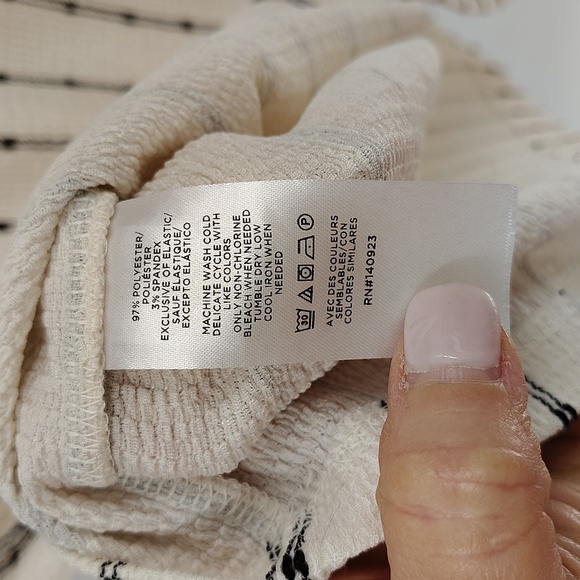 97% POLYESTER/
POLIÉSTER
3% SPANDEX
EXCLUSIVE OF ELASTIC/
SAUF ÉLASTIQUE/
EXCEPTO ELÁSTICO
MACHINE WASH COLD
DELICATE CYCLE WITH
LIKE COLORS
ONLY NON-CHLORINE
BLEACH WHEN NEEDED
TUMBLE DRY LOW
COOL IRON WHEN
NEEDED
30 P
AVEC DES COULEURS
SEMBLABLES/CON
COLORES SIMILARES
RN#140923